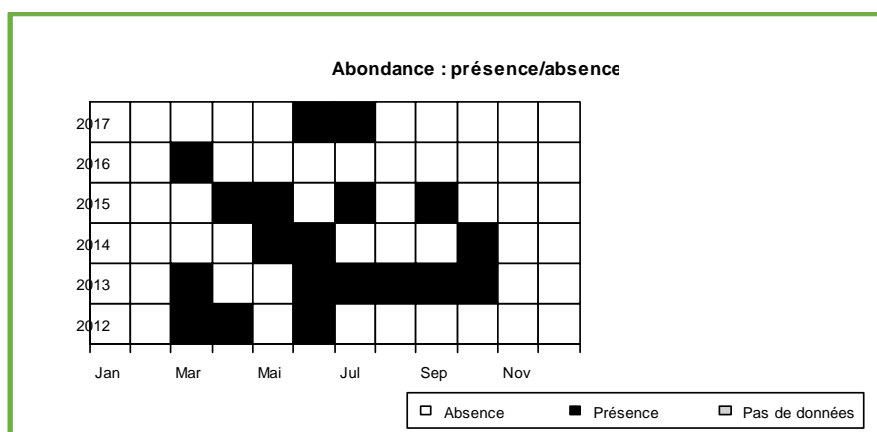 Abondance : présence/absence
2017
2016
2015
2014
2013
2012
Jan Mar Mai Jul Sep Nov
Absence Présence Pas de données